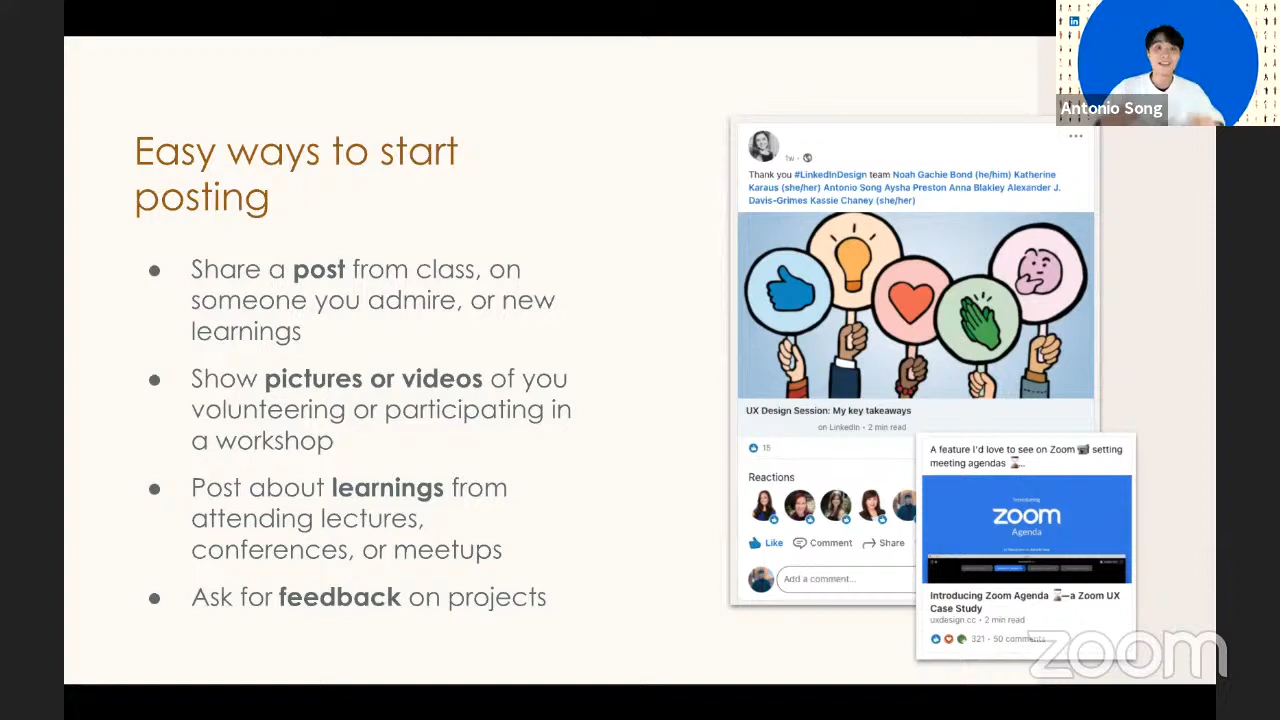 Easy ways to start
posting
● Share a post from class, on
someone you admire, or new
learnings
● Show pictures or videos of you
volunteering or participating in
a workshop
● Post about learnings from
attending lectures,
conferences, or meetups
● Ask for feedback on projects
1w •
Thank you #LinkedInDesign team Noah Gachie Bond (he/him) Katherine
Karaus (she/her) Antonio Song Aysha Preston Anna Blakley Alexander J.
Davis-Grimes Kassie Chaney (she/her)
UX Design Session: My key takeaways
on LinkedIn • 2 min read
15
Reactions
Like Comment Share
Add a comment...
A feature I'd love to see on Zoom setting
meeting agendas ...
Introducing
zoom
Agenda
Introducing Zoom Agenda —a Zoom UX
Case Study
uxdesign.cc • 2 min read
321 • 50 comments
in
Antonio Song
zoom